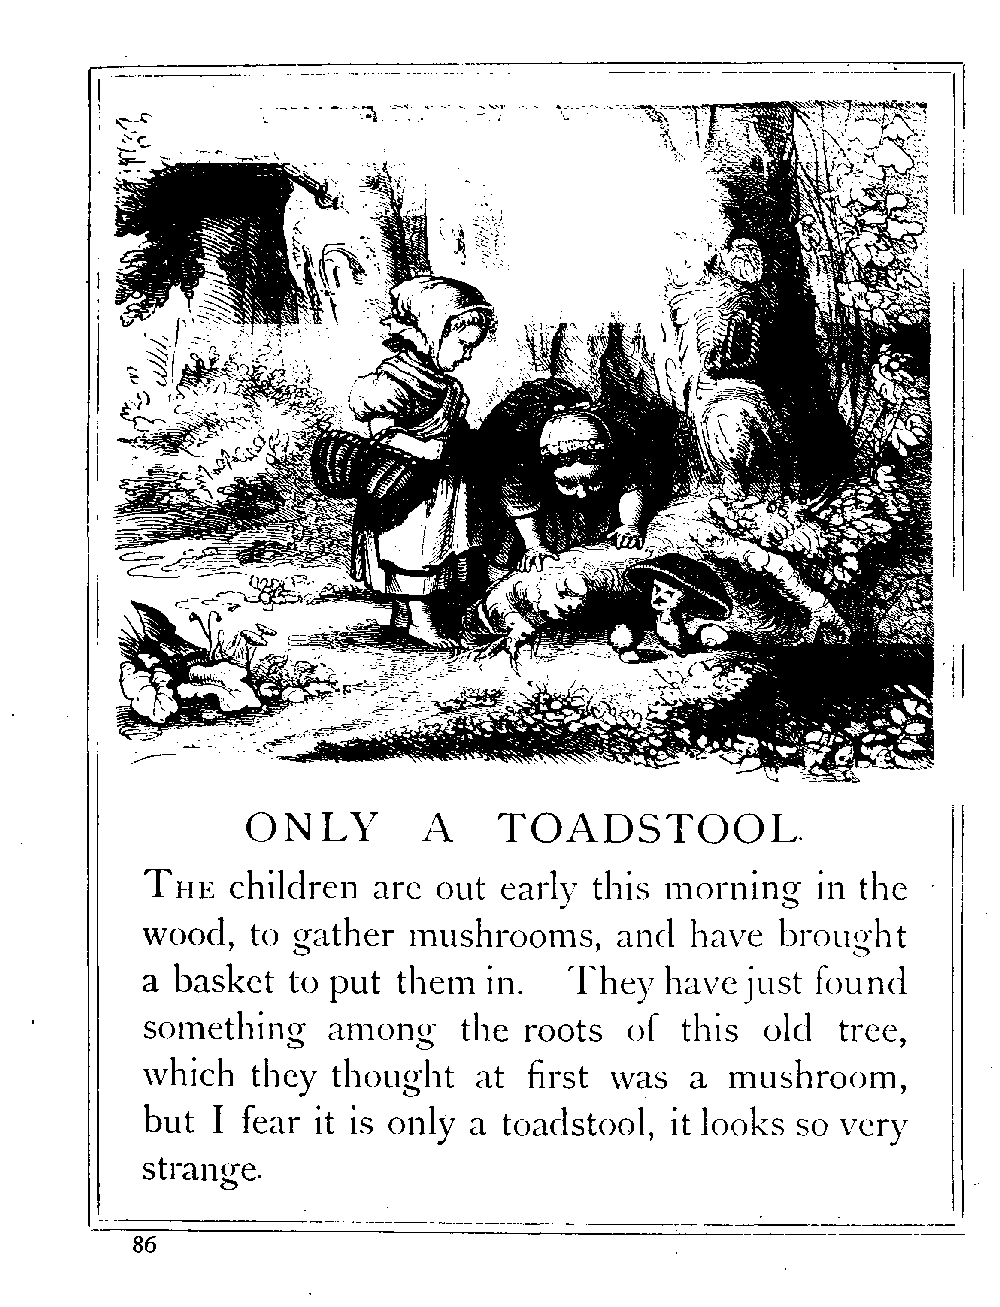 ONLY A TOADSTOOL.
THE children are out early this morning in the
wood, to gather mushrooms, and have brought
a basket to put them in. They have just found
something among the roots of this old tree,
which they thought at first was a mushroom,
but I fear it is only a toadstool, it looks so very
strange.
86